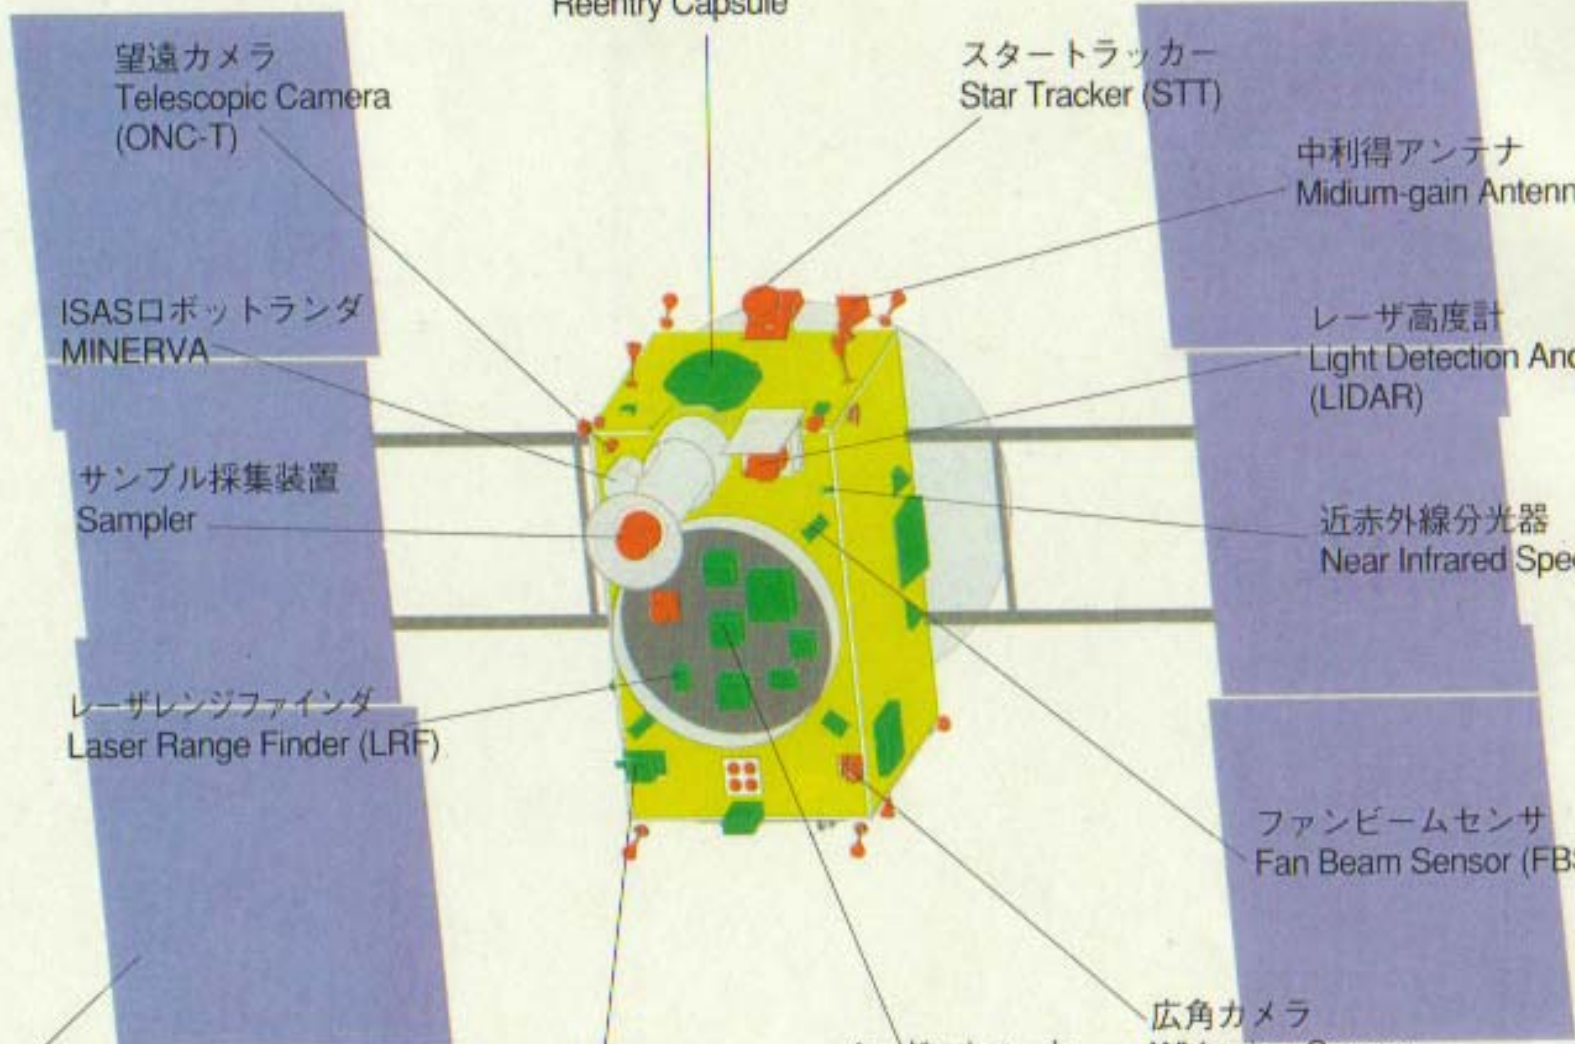 Reentry Capsule
望遠カメラ
Telescopic Camera
(ONC-T)
スタートラッカー
Star Tracker (STT)
中利得アンテナ
Midium-gain Antenn
ISASロボットランダ
MINERVA
レーザ高度計
Light Detection And
(LIDAR)
サンプル採集装置
Sampler
近赤外線分光器
Near Infrared Spe
レーザレンジファインダ
Laser Range Finder (LRF)
ファンビームセンサ
Fan Beam Sensor (FBS
広角カメラ